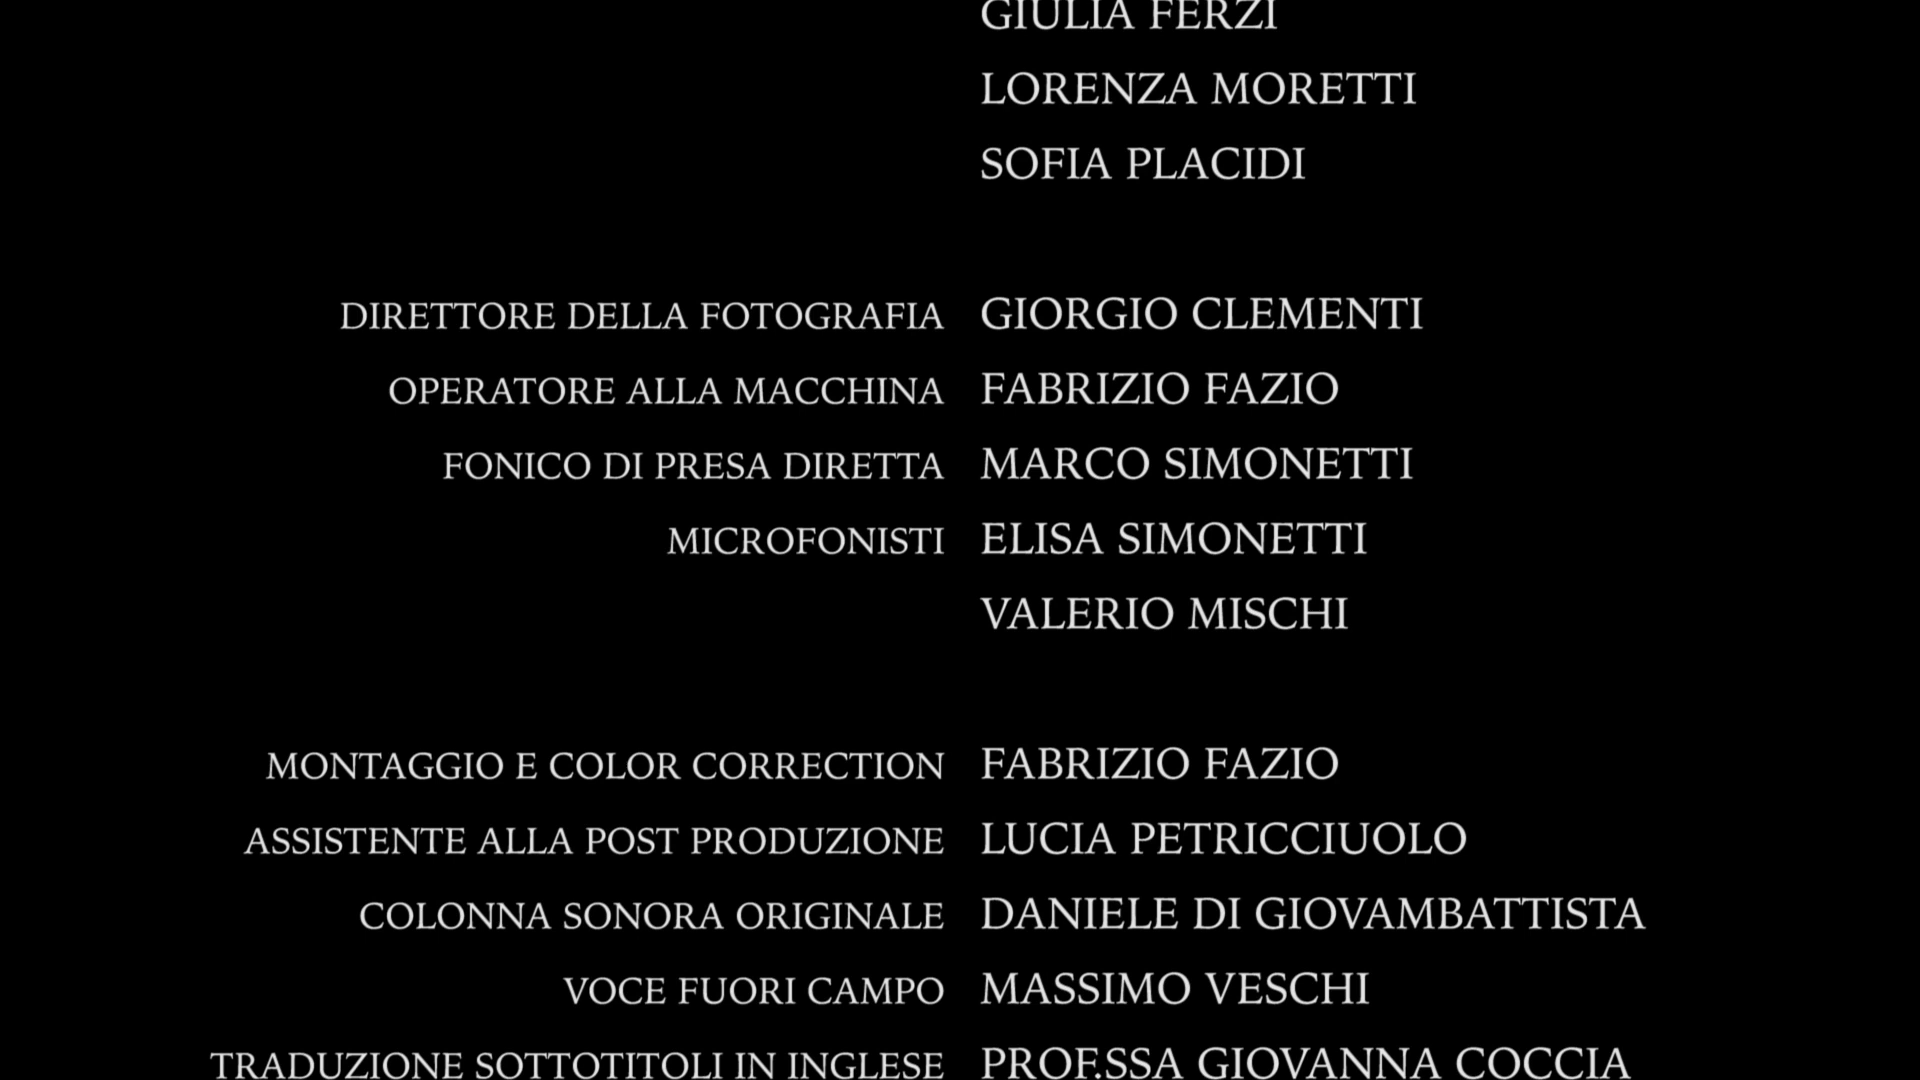 GIULIA FERZI
LORENZA MORETTI
SOFIA PLACIDI
DIRETTORE DELLA FOTOGRAFIA GIORGIO CLEMENTI
OPERATORE ALLA MACCHINA FABRIZIO FAZIO
FONICO DI PRESA DIRETTA MARCO SIMONETTI
MICROFONISTI ELISA SIMONETTI
VALERIO MISCHI
MONTAGGIO E COLOR CORRECTION FABRIZIO FAZIO
ASSISTENTE ALLA POST PRODUZIONE LUCIA PETRICCIUOLO
COLONNA SONORA ORIGINALE DANIELE DI GIOVAMBATTISTA
VOCE FUORI CAMPO MASSIMO VESCHI
TRADUZIONE SOTTOTITOLI IN INGLESE PROF.SSA GIOVANNA COCCIA